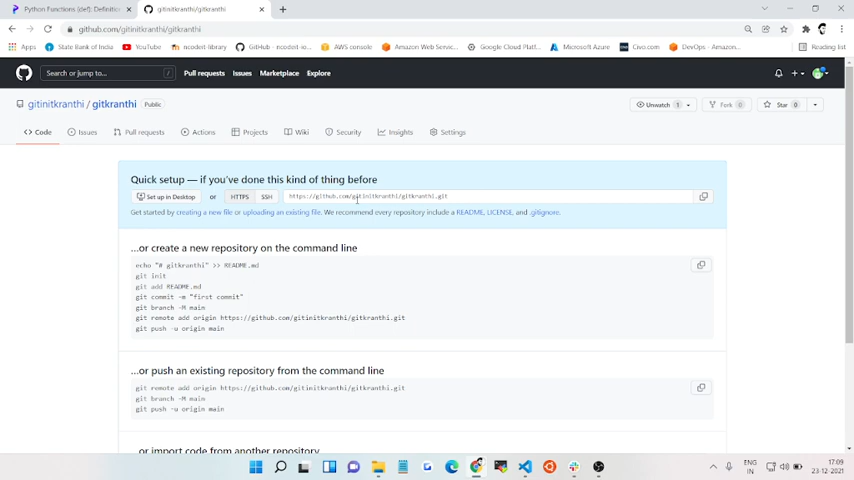 Python Functions [def]: Definitio
gitinitkranthi/gitkranthi
github.com/gitinitkranthi/gitkranthi
Apps
State Bank of India
YouTube
ncodeit-library
GitHub - ncodeit-io...
AWS console
Amazon Web Servic...
Google Cloud Platf...
Microsoft Azure
Civo.com
DevOps - Amazon...
Reading list
Search or jump to...
/
Pull requests
Issues
Marketplace
Explore
gitinitkranthi / gitkranthi
Public
Unwatch 1
Fork 0
Star 0
Code
Issues
Pull requests
Actions
Projects
Wiki
Security
Insights
Settings
Quick setup — if you've done this kind of thing before
Set up in Desktop or HTTPS SSH https://github.com/gitinitkranthi/gitkranthi.git
Get started by creating a new file or uploading an existing file. We recommend every repository include a README, LICENSE, and .gitignore.
...or create a new repository on the command line
echo "# gitkranthi" >> README.md
git init
git add README.md
git commit -m "first commit"
git branch -M main
git remote add origin https://github.com/gitinitkranthi/gitkranthi.git
git push -u origin main
...or push an existing repository from the command line
git remote add origin https://github.com/gitinitkranthi/gitkranthi.git
git branch -M main
git push -u origin main
...or import code from another repository
ENG
IN
17:09
23-12-2021